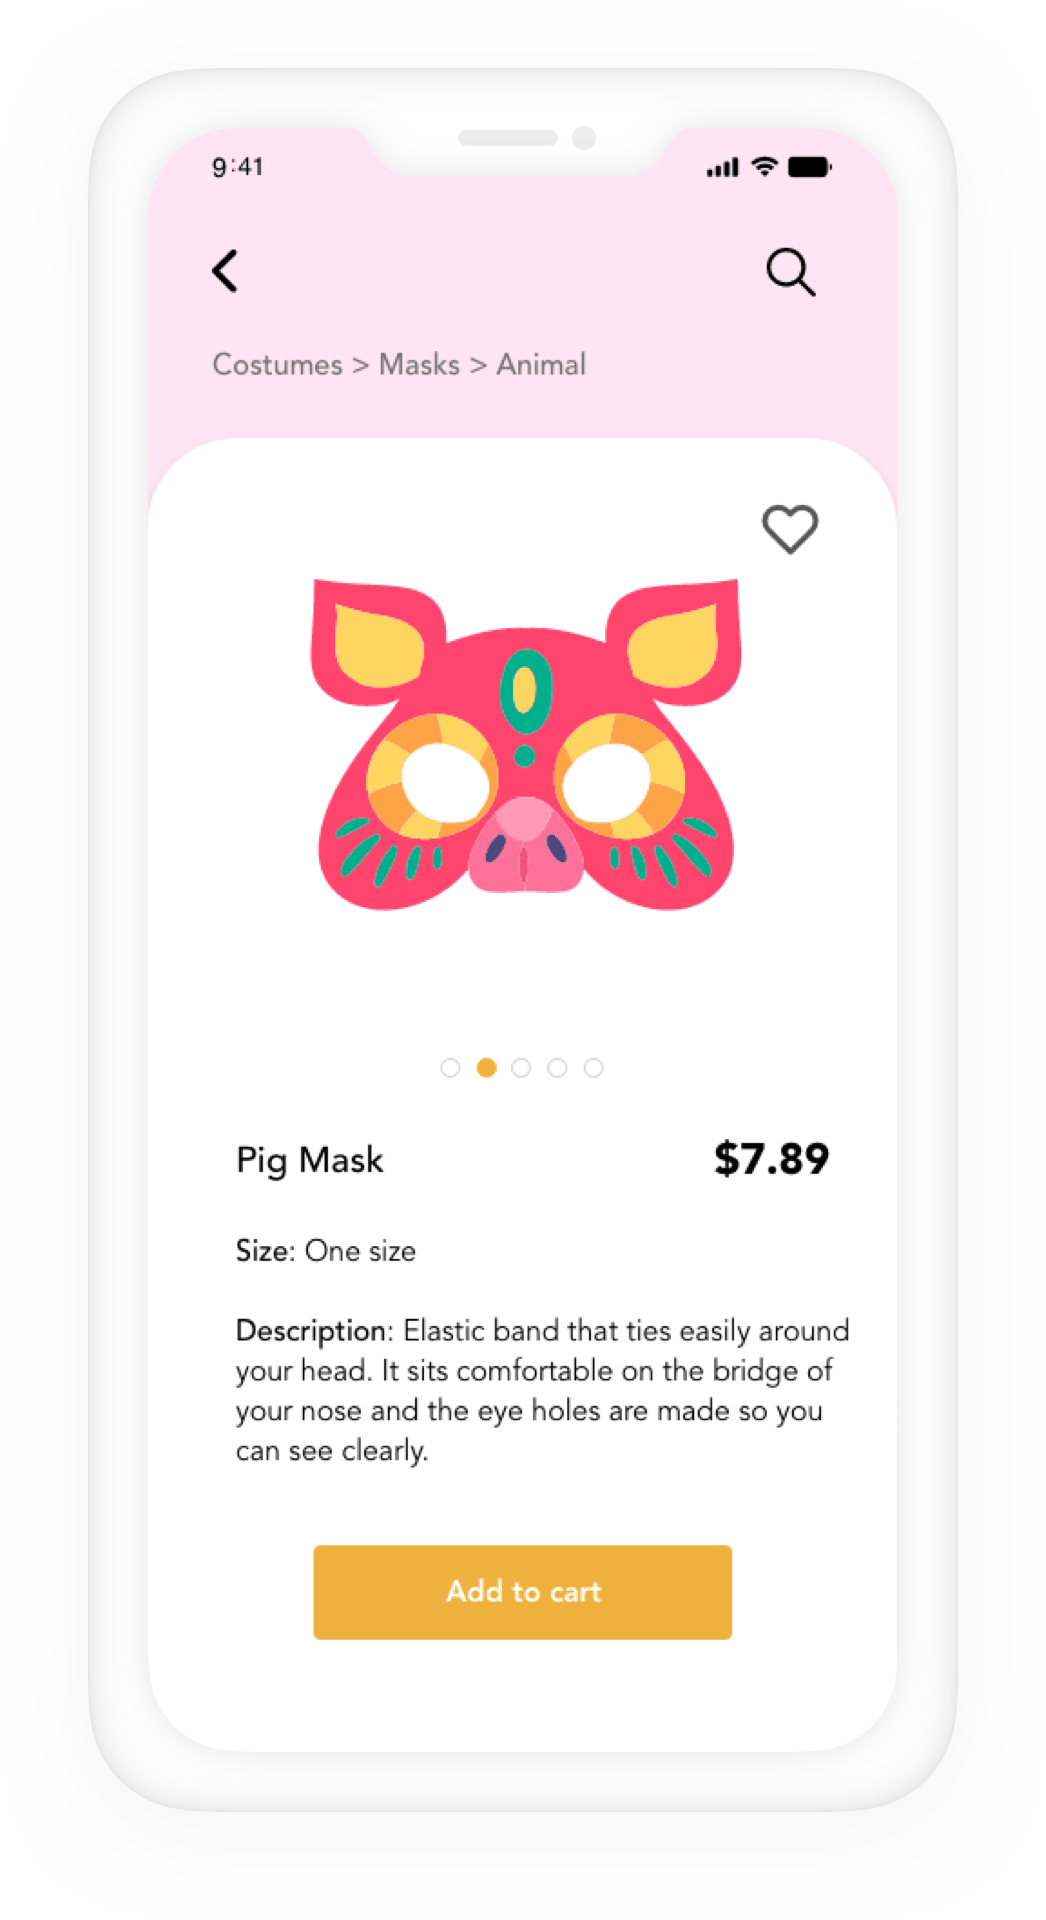 9:41
Costumes > Masks > Animal
Pig Mask
$7.89
Size: One size
Description: Elastic band that ties easily around
your head. It sits comfortable on the bridge of
your nose and the eye holes are made so you
can see clearly.
Add to cart